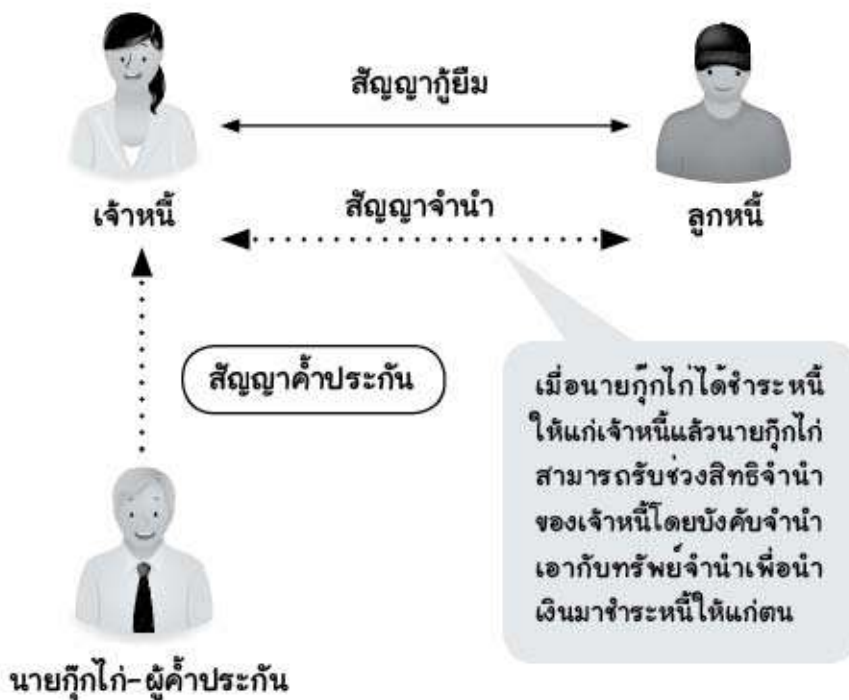 สัญญากู้ยืม
เจ้าหนี้
ลูกหนี้
สัญญาจำนำ
สัญญาค้ำประกัน
เมื่อนายกุ๊กไก่ได้ชำระหนี้
ให้แก่เจ้าหนี้แล้วนายกุ๊กไก่
สามารถรับช่วงสิทธิจำนำ
ของเจ้าหนี้โดยบังคับจำนำ
เอากับทรัพย์จำนำเพื่อนำ
เงินมาชำระหนี้ให้แก่ตน
นายกุ๊กไก่-ผู้ค้ำประกัน